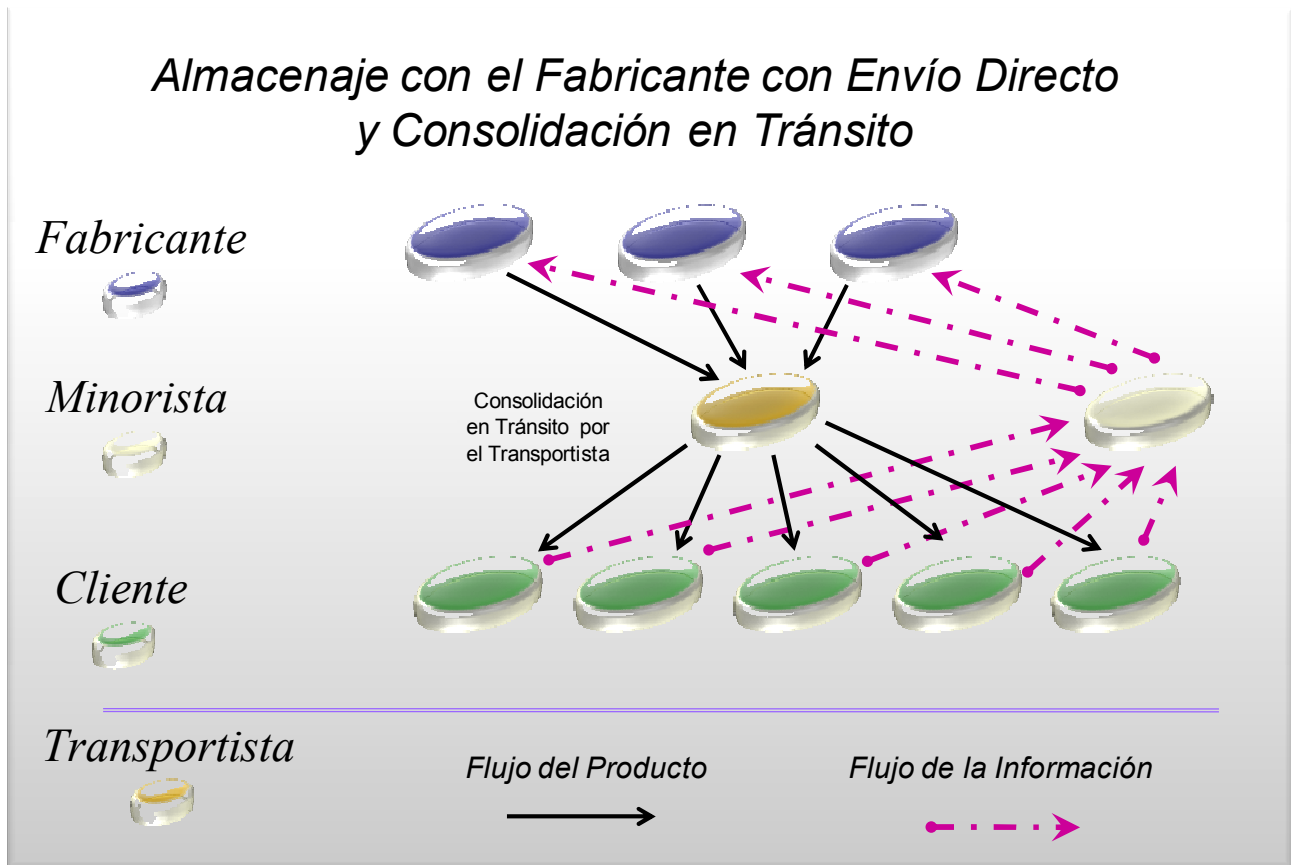 Almacenaje con el Fabricante con Envío Directo
y Consolidación en Tránsito
Fabricante
Minorista
Consolidación
en Tránsito por
el Transportista
Cliente
Transportista
Flujo del Producto
Flujo de la Información